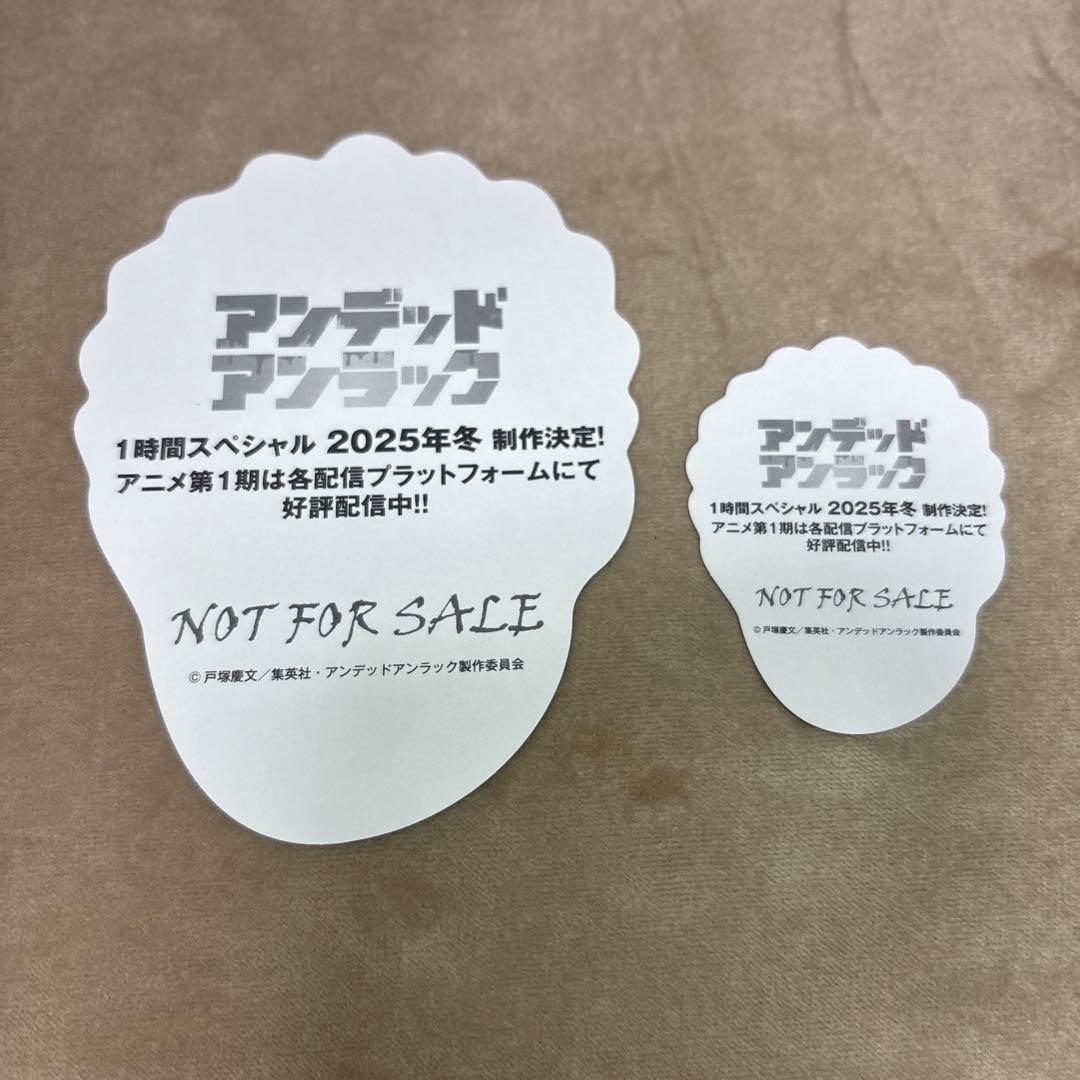 アンデッド
アンラック
1時間スペシャル 2025年冬 制作決定!
アニメ第1期は各配信プラットフォームにて
好評配信中!!
NOT FOR SALE
©戸塚慶文/集英社・アンデッドアンラック製作委員会
アンデッド
アンラック
1時間スペシャル 2025年冬 制作決定!
アニメ第1期は各配信プラットフォームにて
好評配信中!!
NOT FOR SALE
©戸塚慶文/集英社・アンデッドアンラック製作委員会